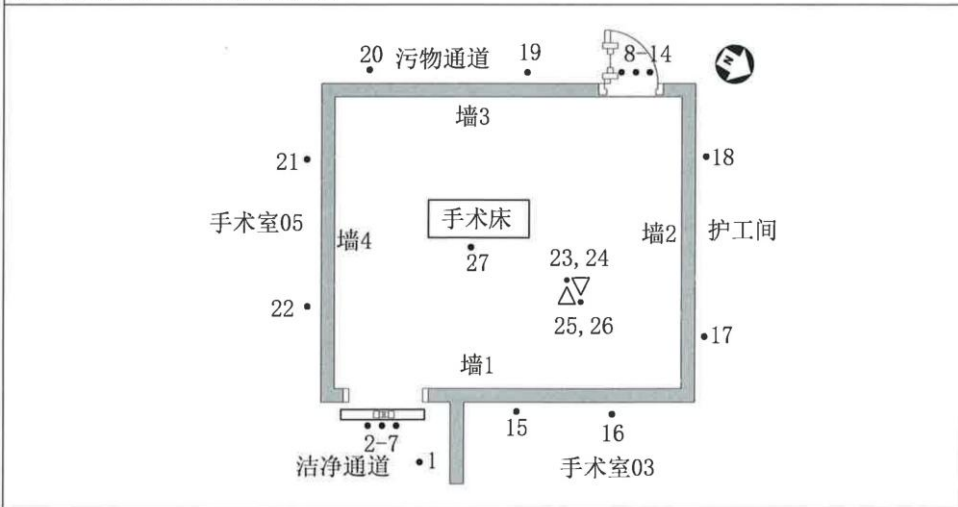 20 污物通道 19 8-14
N
墙3
21 18
手术室05 墙4 手术床 墙2 护工间
27 23,24
22 25,26 17
墙1
15 16
2-7
洁净通道 1 手术室03